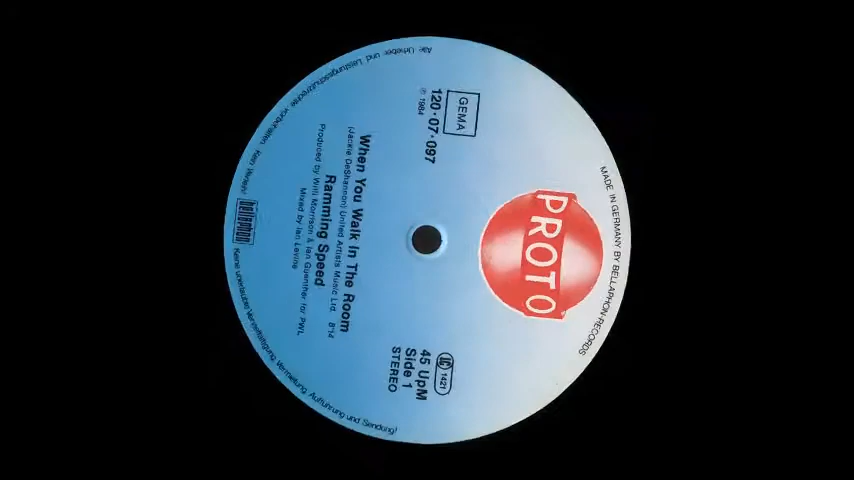 MADE IN GERMANY BY BELLAPHON-RECORDS
PROTO
GEMA
120·07·097
℗ 1984
LC 1421
45 UpM
Side 1
STEREO
When You Walk In The Room 8'14
(Jackie DeShannon) United Artists Music Ltd.
Ramming Speed
Produced by Willi Morrison & Ian Guenther for PWL
Mixed by Ian Levine
bellaphon
Alle Urheber- und Leistungsschutzrechte vorbehalten. Kein Verleih!
Keine unerlaubte Vervielfältigung, Vermietung, Aufführung und Sendung!